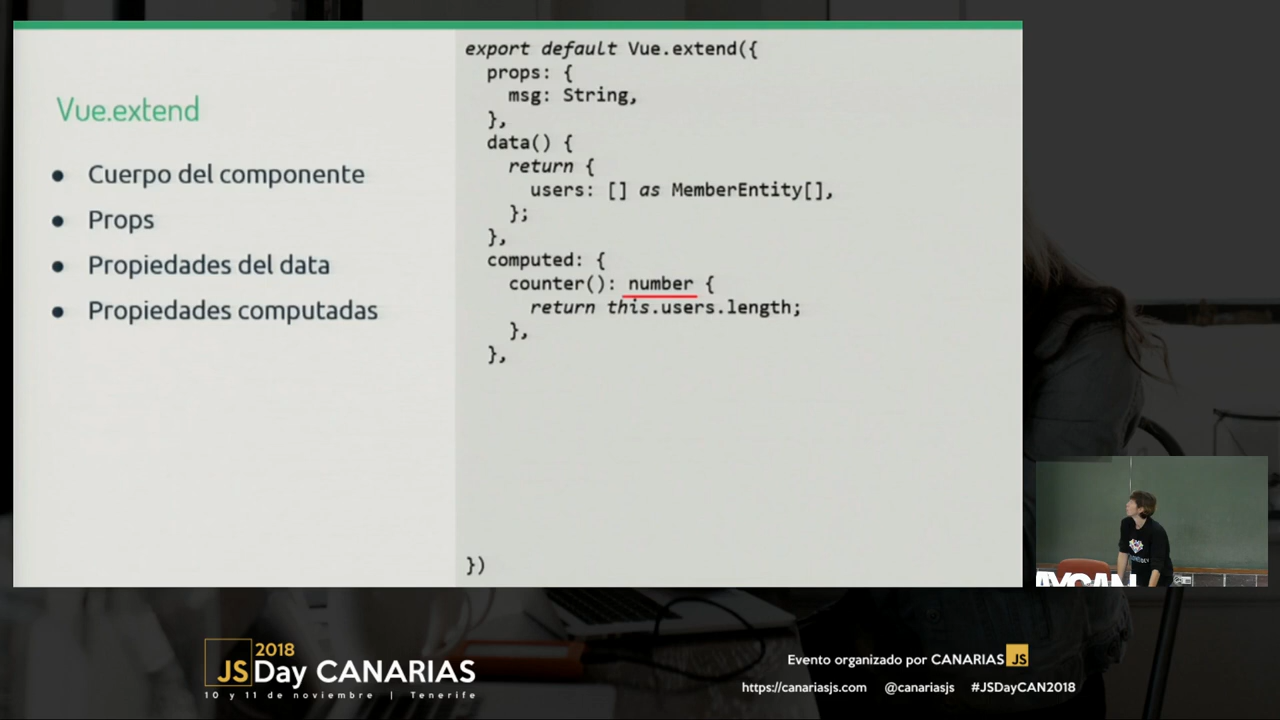 Vue.extend
● Cuerpo del componente
● Props
● Propiedades del data
● Propiedades computadas
export default Vue.extend({
props: {
msg: String,
},
data() {
return {
users: [] as MemberEntity[],
};
},
computed: {
counter(): number {
return this.users.length;
},
},
})
2018
JSDay CANARIAS
10 y 11 de noviembre | Tenerife
Evento organizado por CANARIAS JS
https://canariasjs.com @canariasjs #JSDayCAN2018